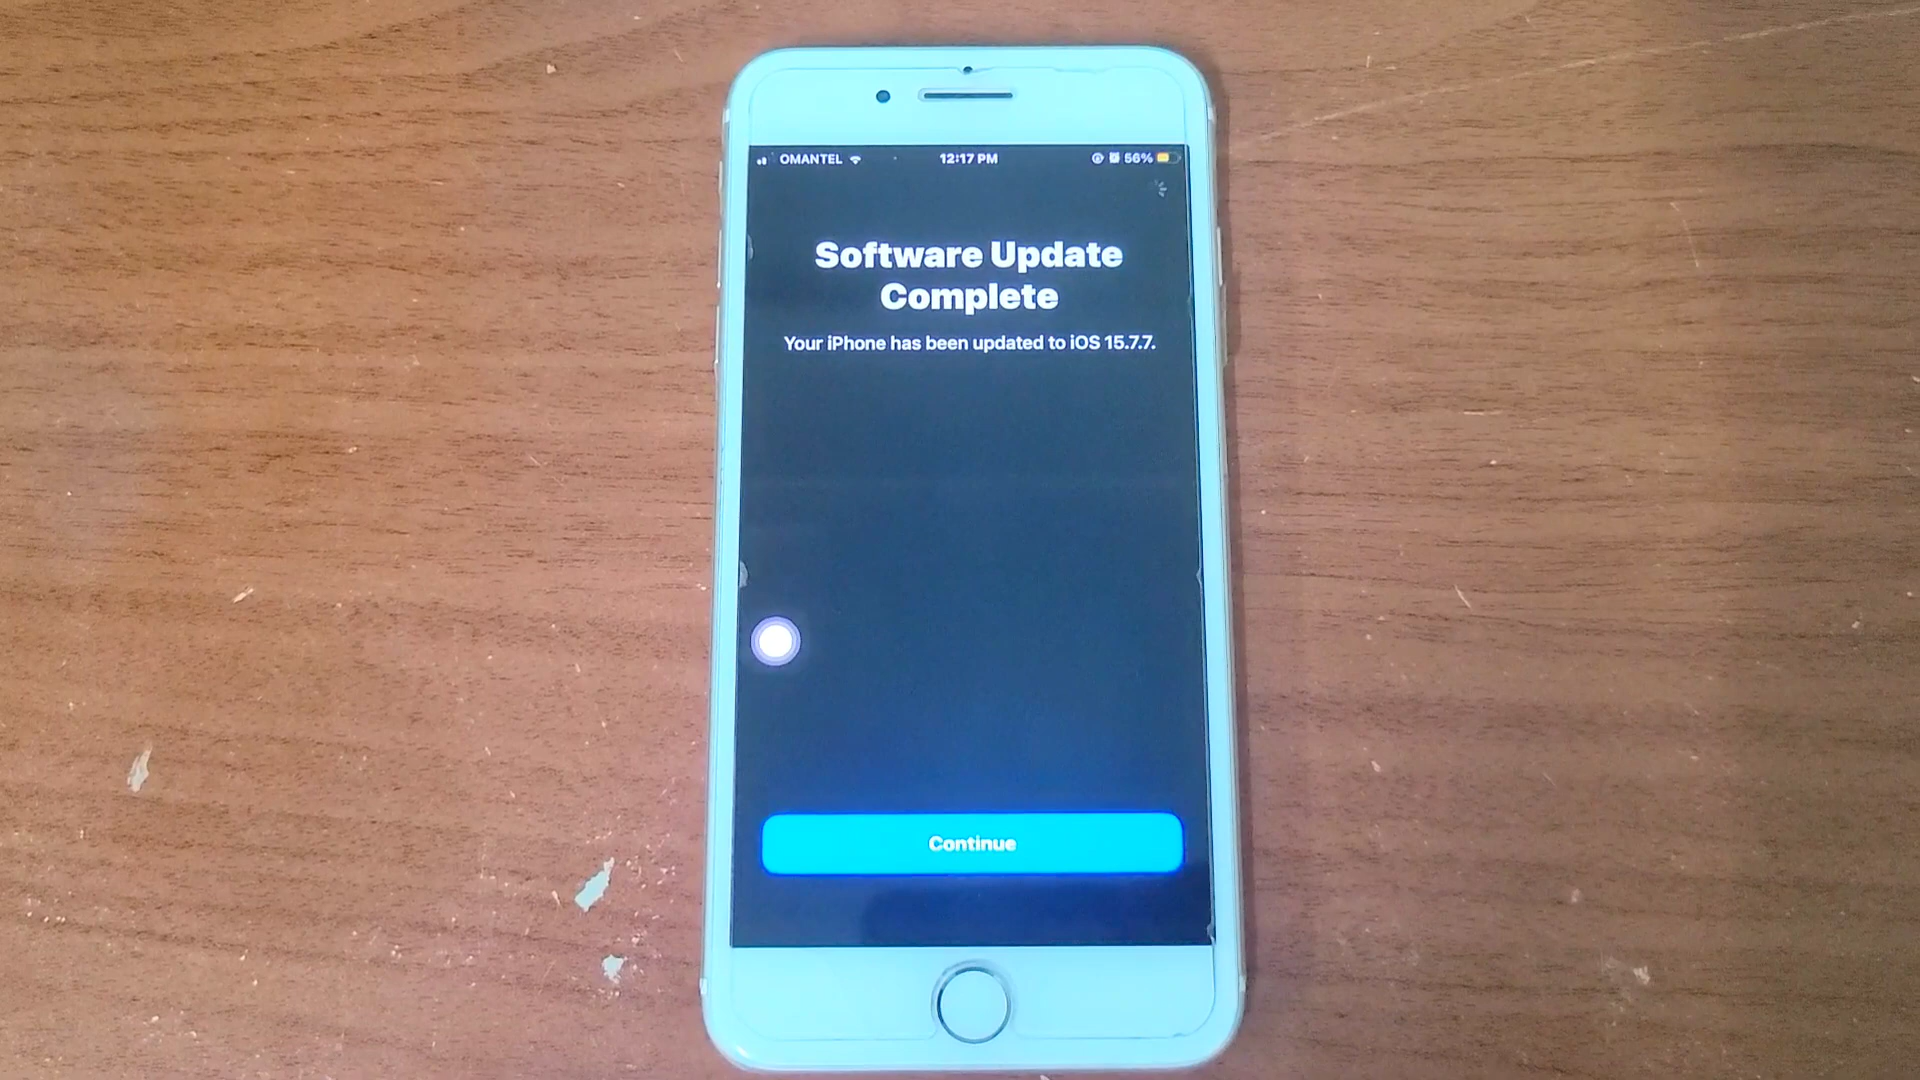 OMANTEL 12:17 PM 56%
Software Update
Complete
Your iPhone has been updated to iOS 15.7.7.
Continue